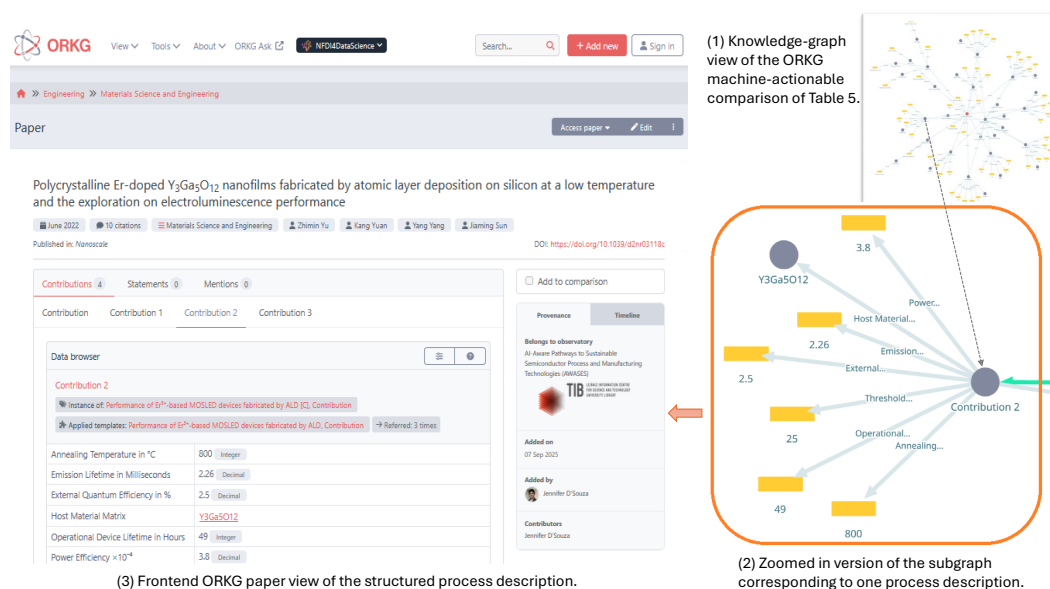 ORKG
View
Tools
About
ORKG Ask
NFDI4DataScience
Search...
+ Add new
Sign in
Engineering
Materials Science and Engineering
Paper
Access paper
Edit
Polycrystalline Er-doped Y3Ga5O12 nanofilms fabricated by atomic layer deposition on silicon at a low temperature
and the exploration on electroluminescence performance
June 2022
10 citations
Materials Science and Engineering
Zhimin Yu
Kang Yuan
Yang Yang
Jiaming Sun
Published in: Nanoscale
DOI: https://doi.org/10.1039/d2nr03118c
Contributions 4
Statements 0
Mentions 0
Contribution
Contribution 1
Contribution 2
Contribution 3
Data browser
Contribution 2
Instance of: Performance of Er³⁺-based MOSLED devices fabricated by ALD [C], Contribution
Applied templates: Performance of Er³⁺-based MOSLED devices fabricated by ALD, Contribution
Referred: 3 times
Annealing Temperature in °C
800 Integer
Emission Lifetime in Milliseconds
2.26 Decimal
External Quantum Efficiency in %
2.5 Decimal
Host Material Matrix
Y3Ga5O12
Operational Device Lifetime in Hours
49 Integer
Power Efficiency ×10⁻⁴
3.8 Decimal
Add to comparison
Provenance
Timeline
Belongs to observatory
AI-Aware Pathways to Sustainable
Semiconductor Process and Manufacturing
Technologies (AWASES)
TIB
LEIBNIZ INFORMATION CENTRE
FOR SCIENCE AND TECHNOLOGY
UNIVERSITY LIBRARY
Added on
07 Sep 2025
Added by
Jennifer D'Souza
Contributors
Jennifer D'Souza
(3) Frontend ORKG paper view of the structured process description.
(1) Knowledge-graph
view of the ORKG
machine-actionable
comparison of Table 5.
3.8
Y3Ga5O12
Power...
Host Material...
2.26
Emission...
External...
2.5
Threshold...
Contribution 2
25
Operational...
Annealing...
49
800
(2) Zoomed in version of the subgraph
corresponding to one process description.